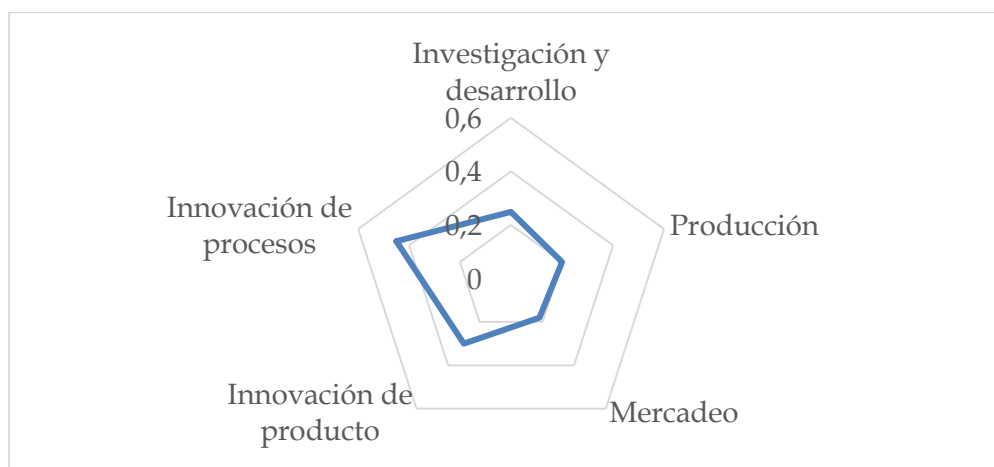 Investigación y
desarrollo
0,6
0,4
0,2
0
Innovación de
procesos
Producción
Innovación de
producto
Mercadeo